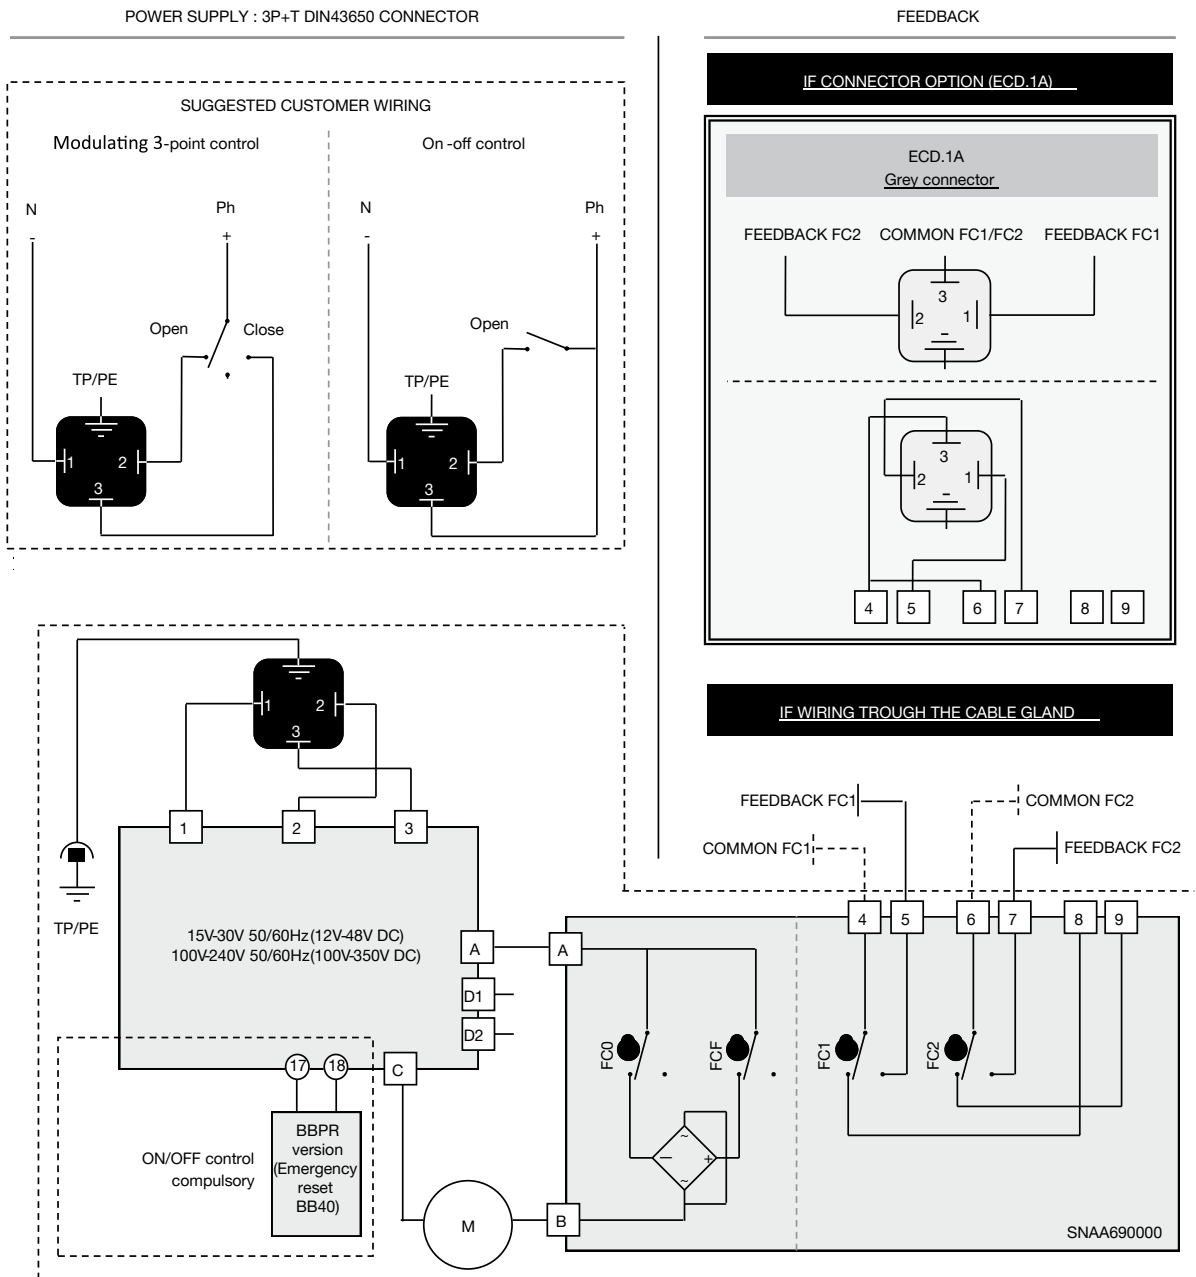 POWER SUPPLY : 3P+T DIN43650 CONNECTOR
SUGGESTED CUSTOMER WIRING
Modulating 3-point control
On -off control
N
Ph
N
Ph
-
+
-
+
Open
Close
Open
TP/PE
TP/PE
1
2
3
1
2
3
FEEDBACK
IF CONNECTOR OPTION (ECD.1A)
ECD.1A
Grey connector
FEEDBACK FC2
COMMON FC1/FC2
FEEDBACK FC1
3
2
1
3
2
1
4
5
6
7
8
9
IF WIRING TROUGH THE CABLE GLAND
FEEDBACK FC1
COMMON FC2
COMMON FC1
FEEDBACK FC2
1
2
3
1
2
3
TP/PE
15V-30V 50/60Hz(12V-48V DC)
100V-240V 50/60Hz(100V-350V DC)
A
D1
D2
C
17
18
BBPR
version
(Emergency
reset
BB40)
ON/OFF control
compulsory
M
A
B
4
5
6
7
8
9
FC0
FCF
FC1
FC2
~
–
+
~
SNAA690000